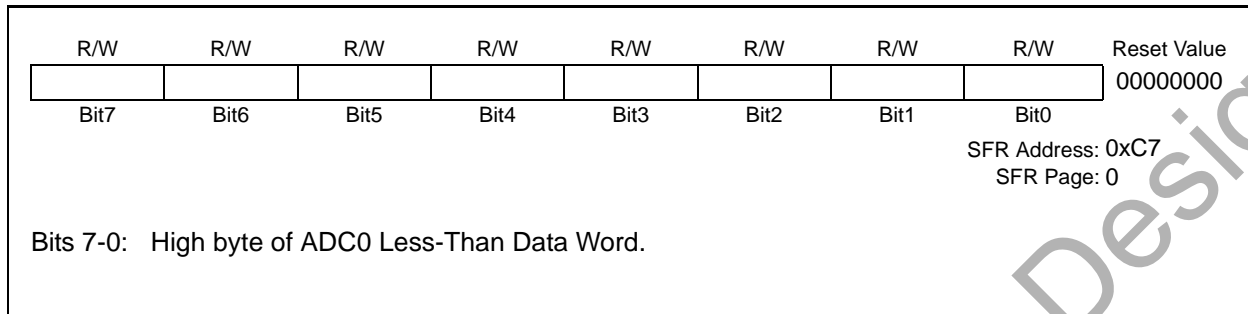 R/W R/W R/W R/W R/W R/W R/W R/W Reset Value
00000000
Bit7 Bit6 Bit5 Bit4 Bit3 Bit2 Bit1 Bit0
SFR Address: 0xC7
SFR Page: 0
Bits 7-0: High byte of ADC0 Less-Than Data Word.